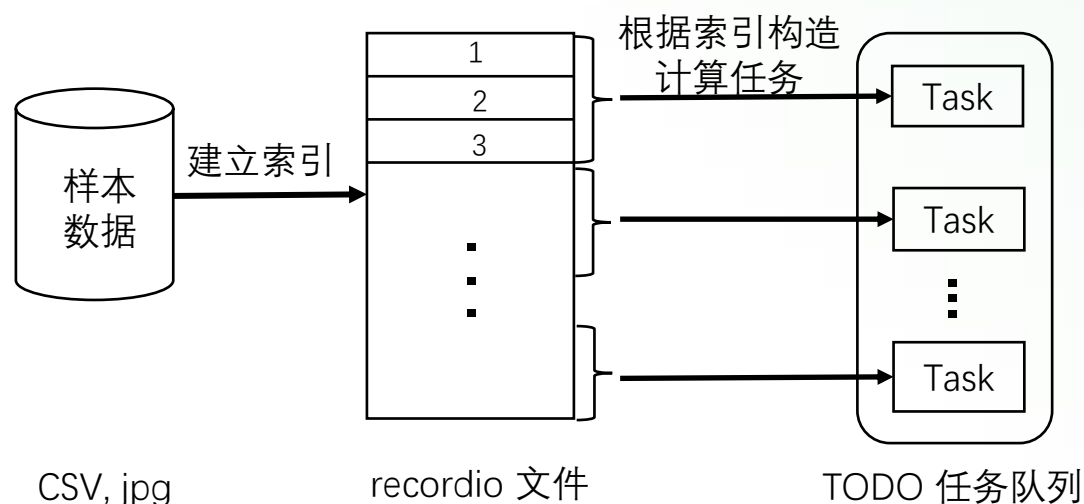 样本
数据
建立索引
1
2
3
根据索引构造
计算任务
Task
Task
Task
CSV, jpg
recordio 文件
TODO 任务队列